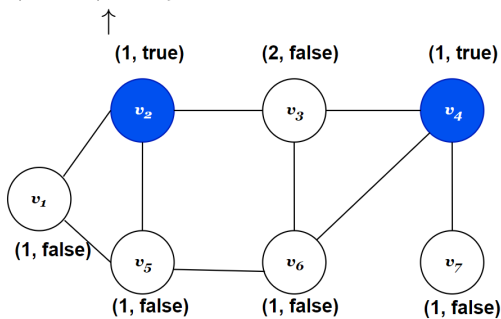 (1, true)
(2, false)
(1, true)
v2
v3
v4
v1
(1, false)
v5
v6
v7
(1, false)
(1, false)
(1, false)